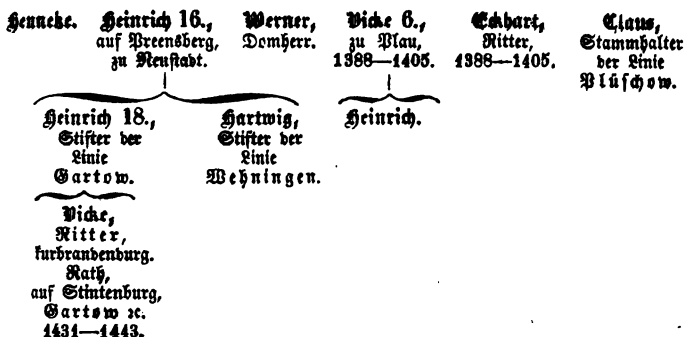 Henneke. Heinrich 16., Werner, Vicke 6., Eckhart, Claus,
auf Preensberg, Domherr. zu Plau, Ritter, Stammhalter
zu Neustadt. 1388—1405. 1388—1405. der Linie
Plüschow.
Heinrich 18., Hartwig, Heinrich.
Stifter der Stifter der
Linie Linie
Gartow. Wehningen.
Vicke,
Ritter,
kurbrandenburg.
Rath,
auf Stintenburg,
Gartow ꝛc.
1431—1443.